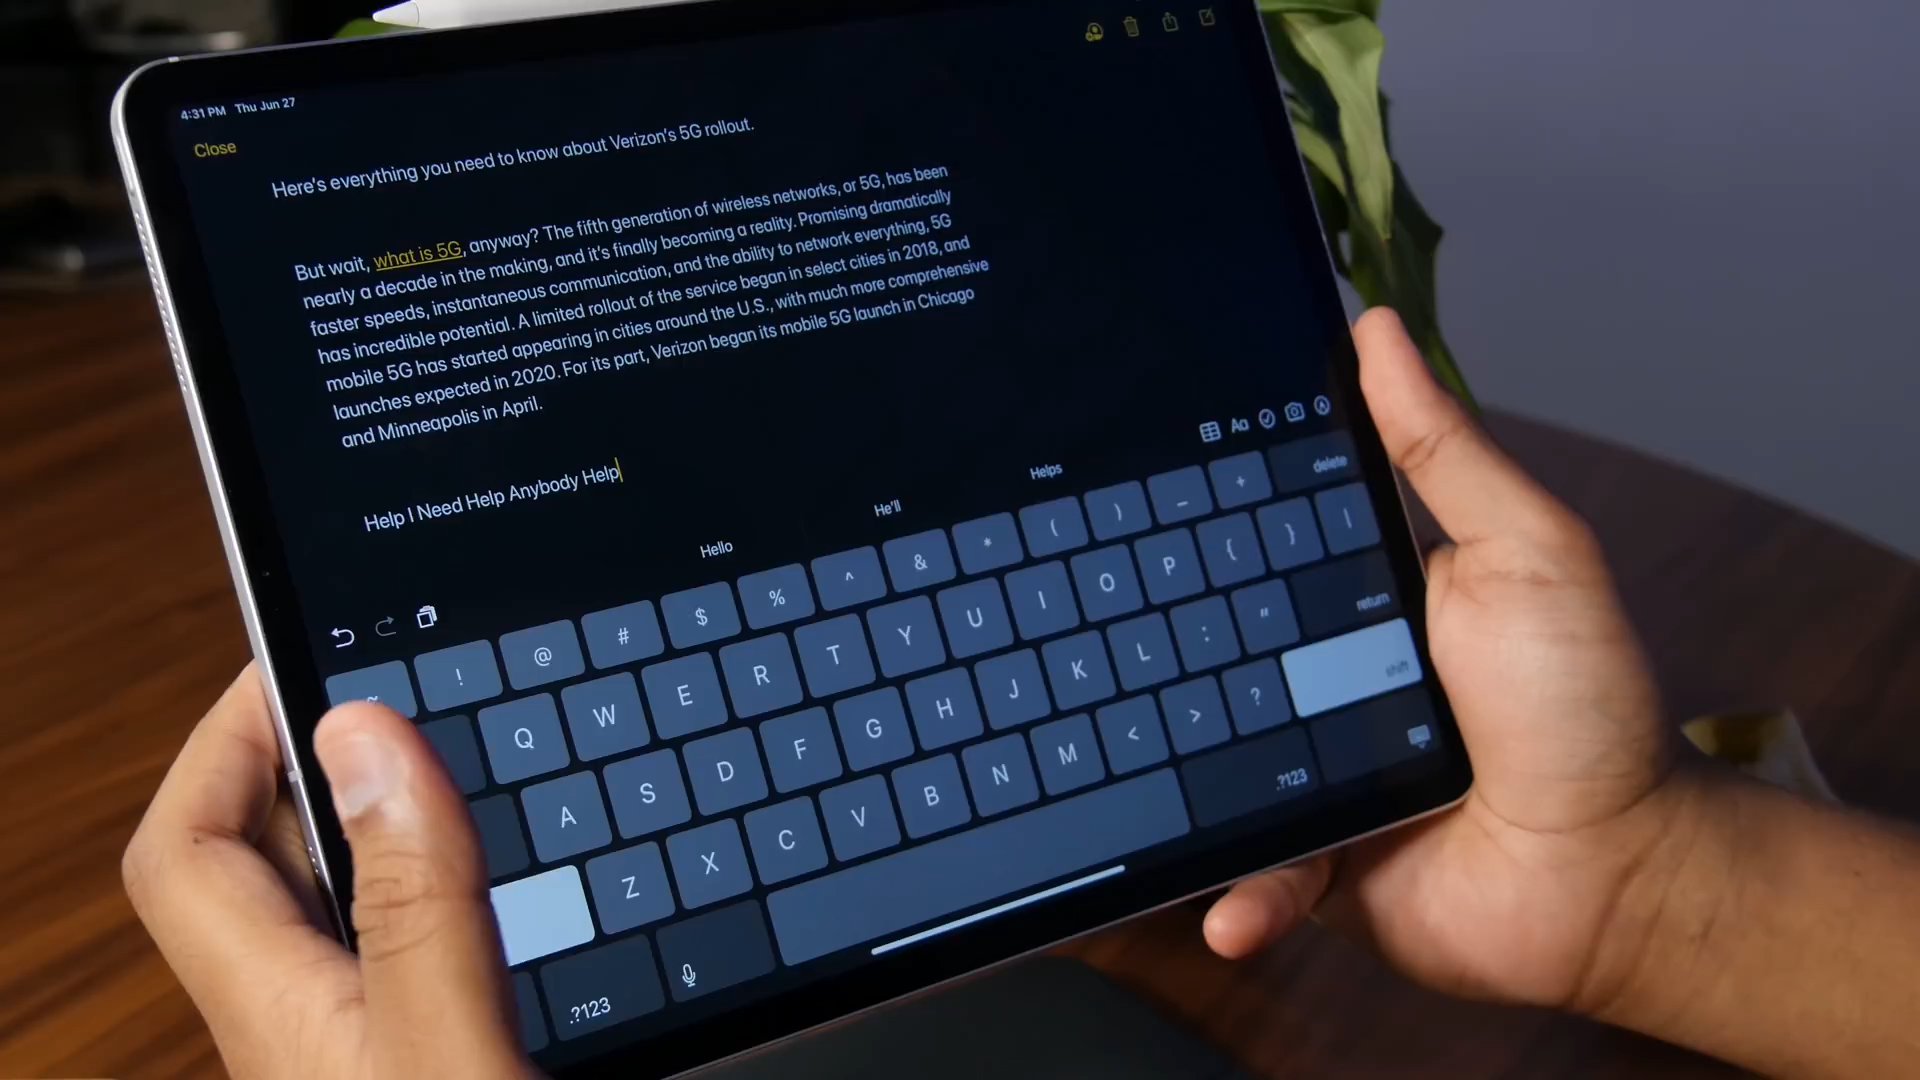 4:31 PM Thu Jun 27
Close
Here's everything you need to know about Verizon's 5G rollout.
But wait, what is 5G, anyway? The fifth generation of wireless networks, or 5G, has been
nearly a decade in the making, and it's finally becoming a reality. Promising dramatically
faster speeds, instantaneous communication, and the ability to network everything, 5G
has incredible potential. A limited rollout of the service began in select cities in 2018, and
mobile 5G has started appearing in cities around the U.S., with much more comprehensive
launches expected in 2020. For its part, Verizon began its mobile 5G launch in Chicago
and Minneapolis in April.
Help I Need Help Anybody Help
Aa
Hello He'll Helps
~ ! @ # $ % ^ & * ( ) _ + delete
Q W E R T Y U I O P { } |
A S D F G H J K L : " return
Z X C V B N M < > ? shift
.?123 .?123